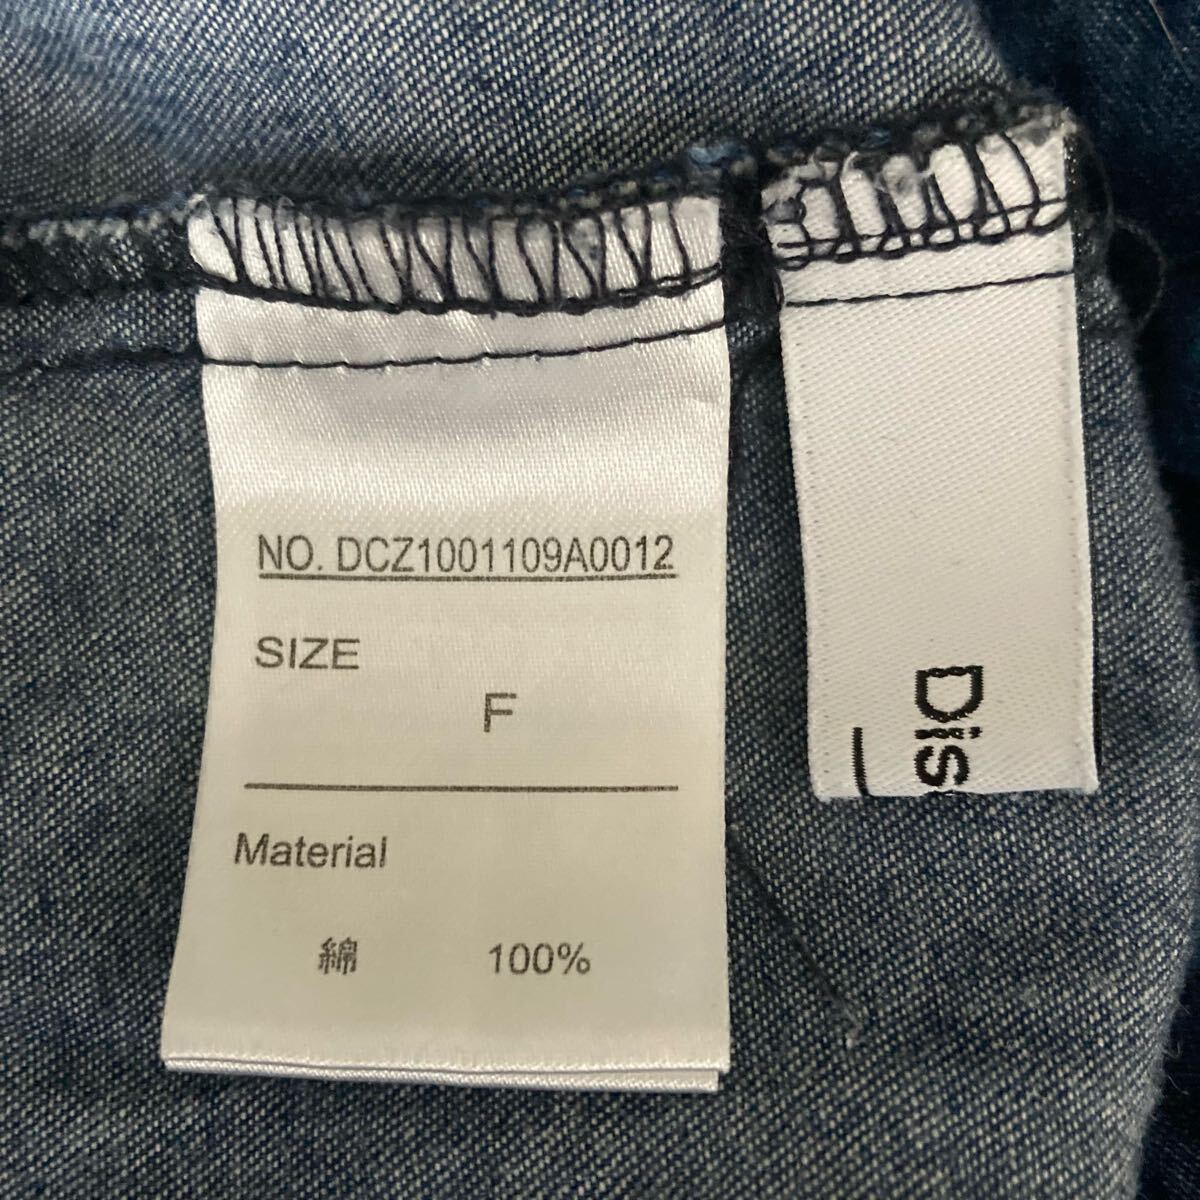 NO. DCZ1001109A0012
SIZE
F
Material
綿 100%
Dis